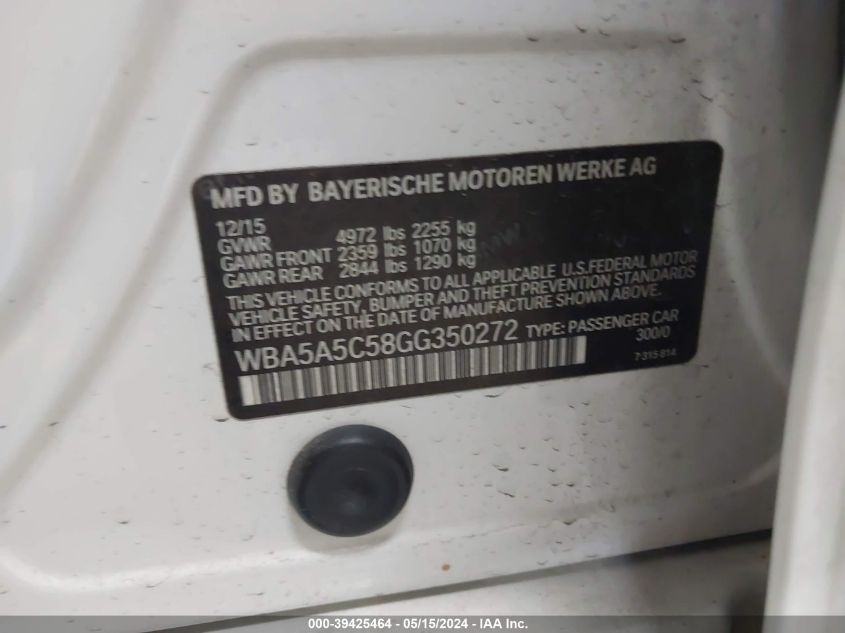 MFD BY BAYERISCHE MOTOREN WERKE AG
12/15
GVWR 4972 lbs 2255 kg
GAWR FRONT 2359 lbs 1070 kg
GAWR REAR 2844 lbs 1290 kg
THIS VEHICLE CONFORMS TO ALL APPLICABLE U.S.FEDERAL MOTOR
VEHICLE SAFETY, BUMPER AND THEFT PREVENTION STANDARDS
IN EFFECT ON THE DATE OF MANUFACTURE SHOWN ABOVE.
WBA5A5C58GG350272 TYPE: PASSENGER CAR
300/0
7 315 814
000-39425464 - 05/15/2024 - IAA Inc.